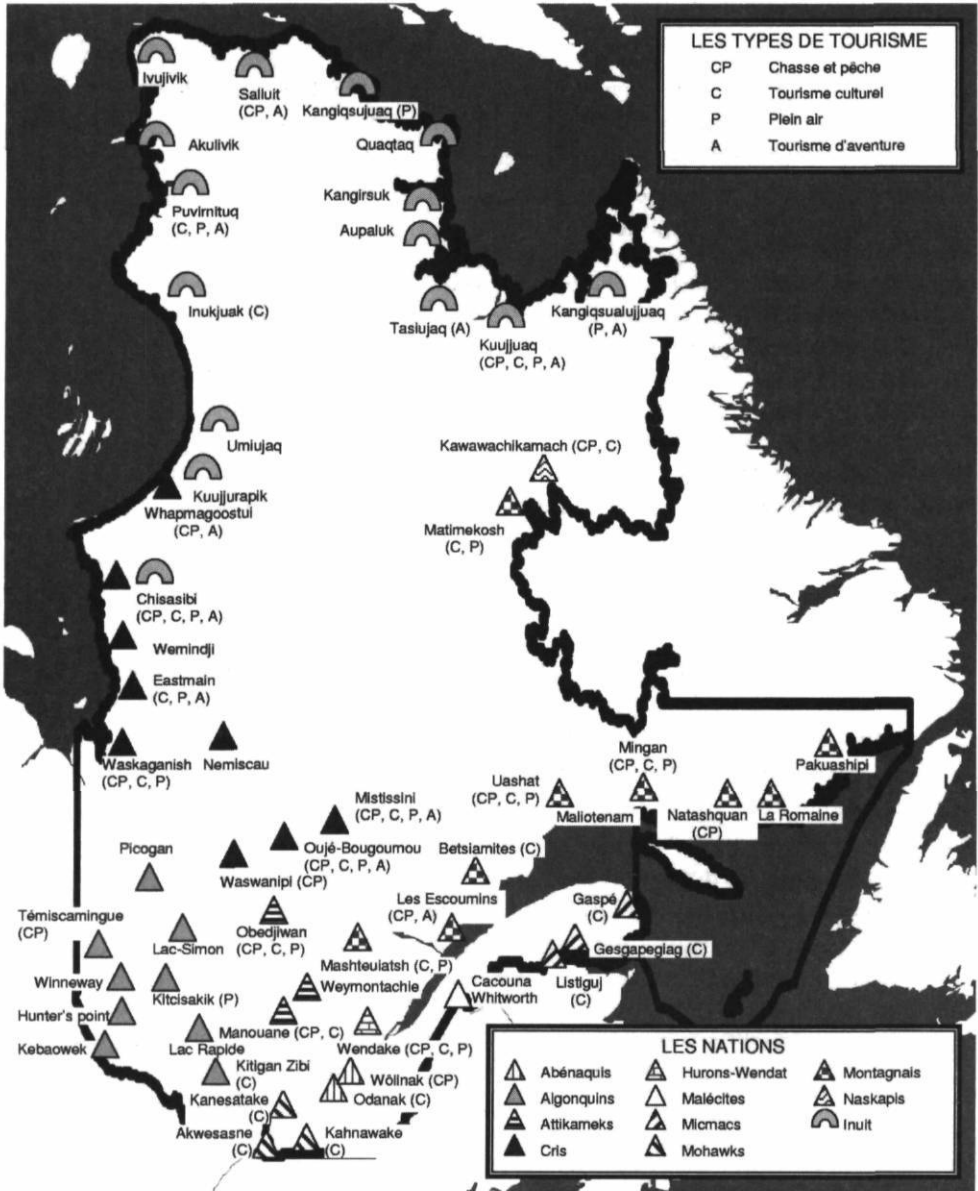 LES TYPES DE TOURISME
CP Chasse et pêche
C Tourisme culturel
P Plein air
A Tourisme d'aventure
Ivujivik
Salluit
(CP, A)
Kangiqsujuaq (P)
Akulivik
Quaqtaq
Puvirnituq
(C, P, A)
Kangirsuk
Aupaluk
Inukjuak (C)
Tasiujaq (A)
Kuujjuaq
(CP, C, P, A)
Kangiqsualujjuaq
(P, A)
Umiujaq
Kuujjurapik
Whapmagoostui
(CP, A)
Kawawachikamach (CP, C)
Matimekosh
(C, P)
Chisasibi
(CP, C, P, A)
Wemindji
Eastmain
(C, P, A)
Waskaganish
(CP, C, P)
Nemiscau
Mingan
(CP, C, P)
Pakuashipi
Uashat
(CP, C, P)
Maliotenam
Natashquan
(CP)
La Romaine
Mistissini
(CP, C, P, A)
Oujé-Bougoumou
(CP, C, P, A)
Waswanipi (CP)
Betsiamites (C)
Picogan
Les Escoumins
(CP, A)
Gaspé
(C)
Témiscamingue
(CP)
Lac-Simon
Obedjiwan
(CP, C, P)
Mashteuiatsh (C, P)
Gesgapegiag (C)
Winneway
Kitcisakik (P)
Weymontachie
Cacouna
Whitworth
Listiguj
(C)
Hunter's point
Manouane (CP, C)
Kebaowek
Lac Rapide
Wendake (CP, C, P)
Kitigan Zibi
(C)
Wôlinak (CP)
Odanak (C)
Kanesatake
(C)
Akwesasne
(C)
Kahnawake
(C)
LES NATIONS
Abénaquis
Algonquins
Attikameks
Cris
Hurons-Wendat
Malécites
Micmacs
Mohawks
Montagnais
Naskapis
Inuit